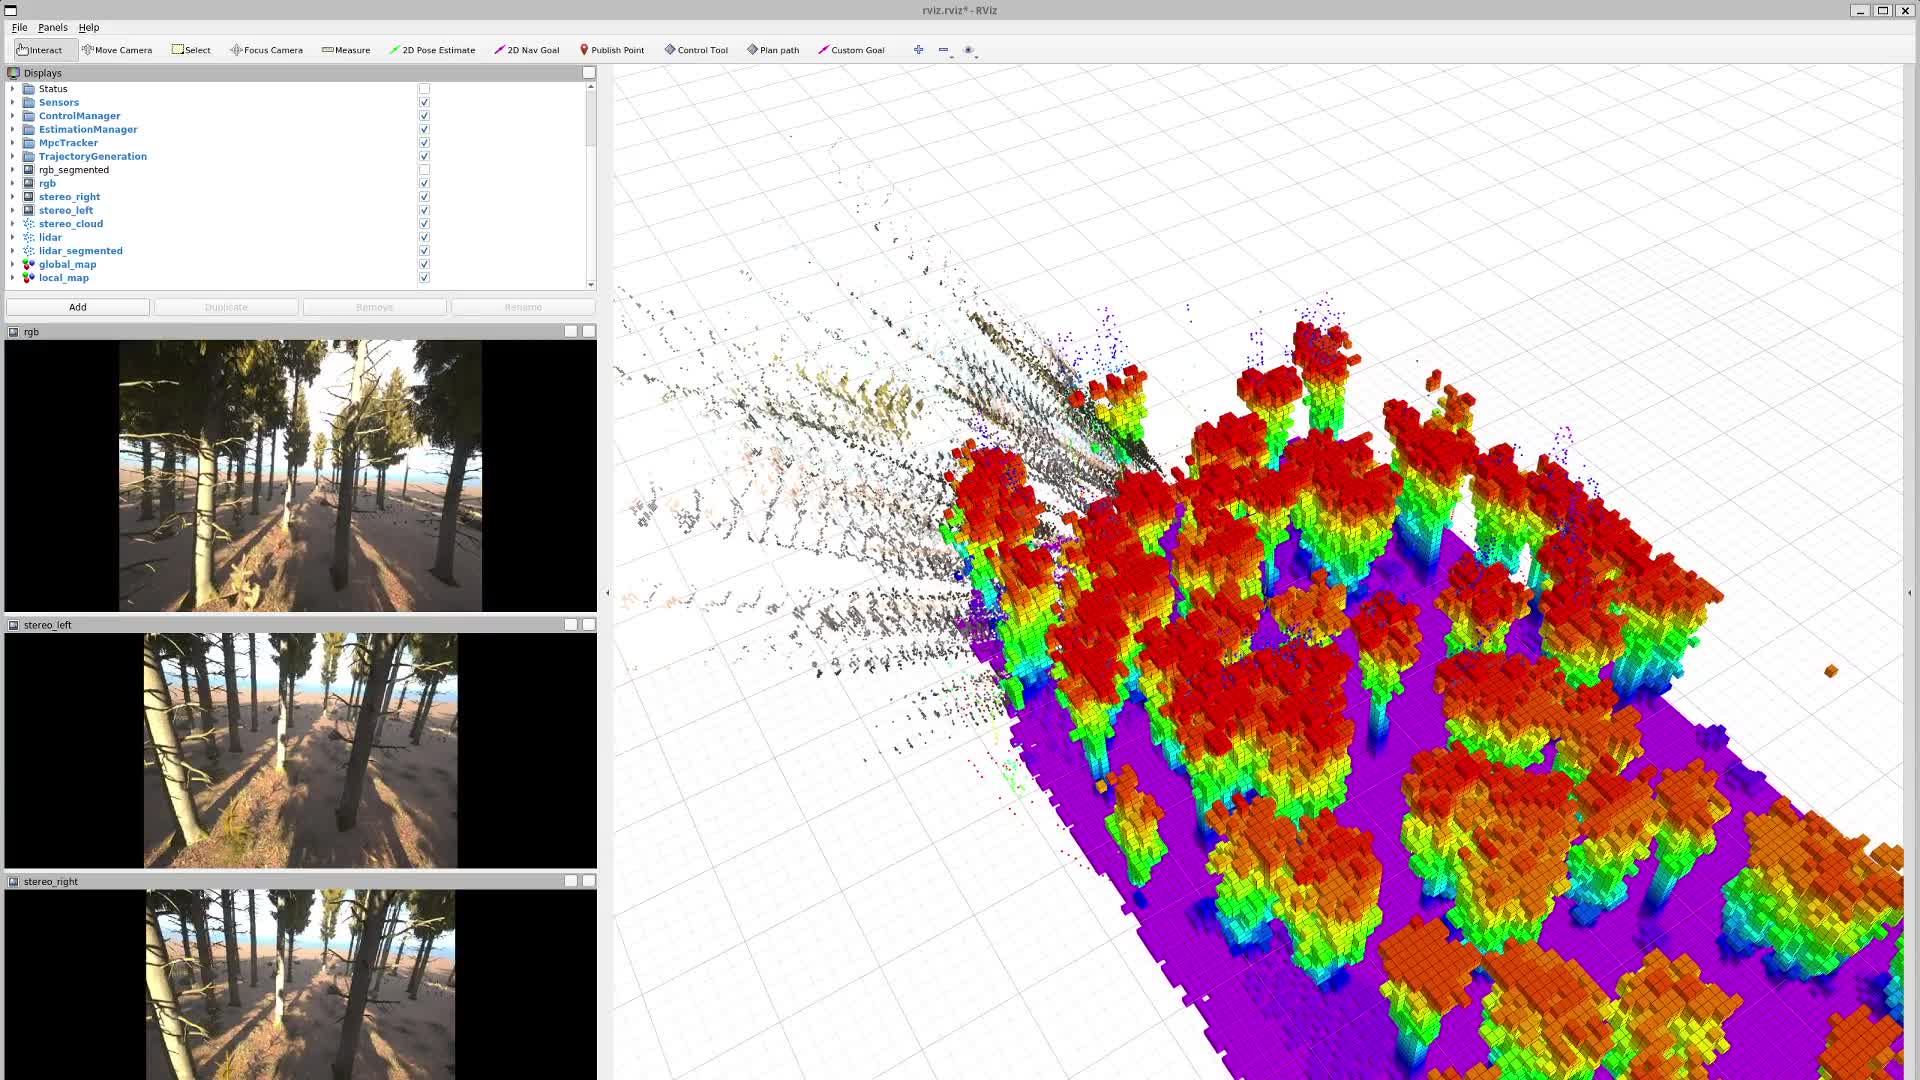 rviz.rviz* - RViz
File Panels Help
Interact Move Camera Select Focus Camera Measure 2D Pose Estimate 2D Nav Goal Publish Point Control Tool Plan path Custom Goal
Displays
Status
Sensors
ControlManager
EstimationManager
MpcTracker
TrajectoryGeneration
rgb_segmented
rgb
stereo_right
stereo_left
stereo_cloud
lidar
lidar_segmented
global_map
local_map
Add Duplicate Remove Rename
rgb
stereo_left
stereo_right